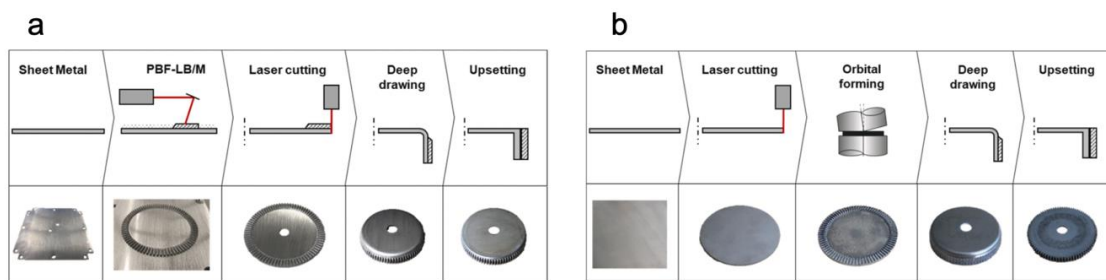 a
Sheet Metal
PBF-LB/M
Laser cutting
Deep
drawing
Upsetting
b
Sheet Metal
Laser cutting
Orbital
forming
Deep
drawing
Upsetting